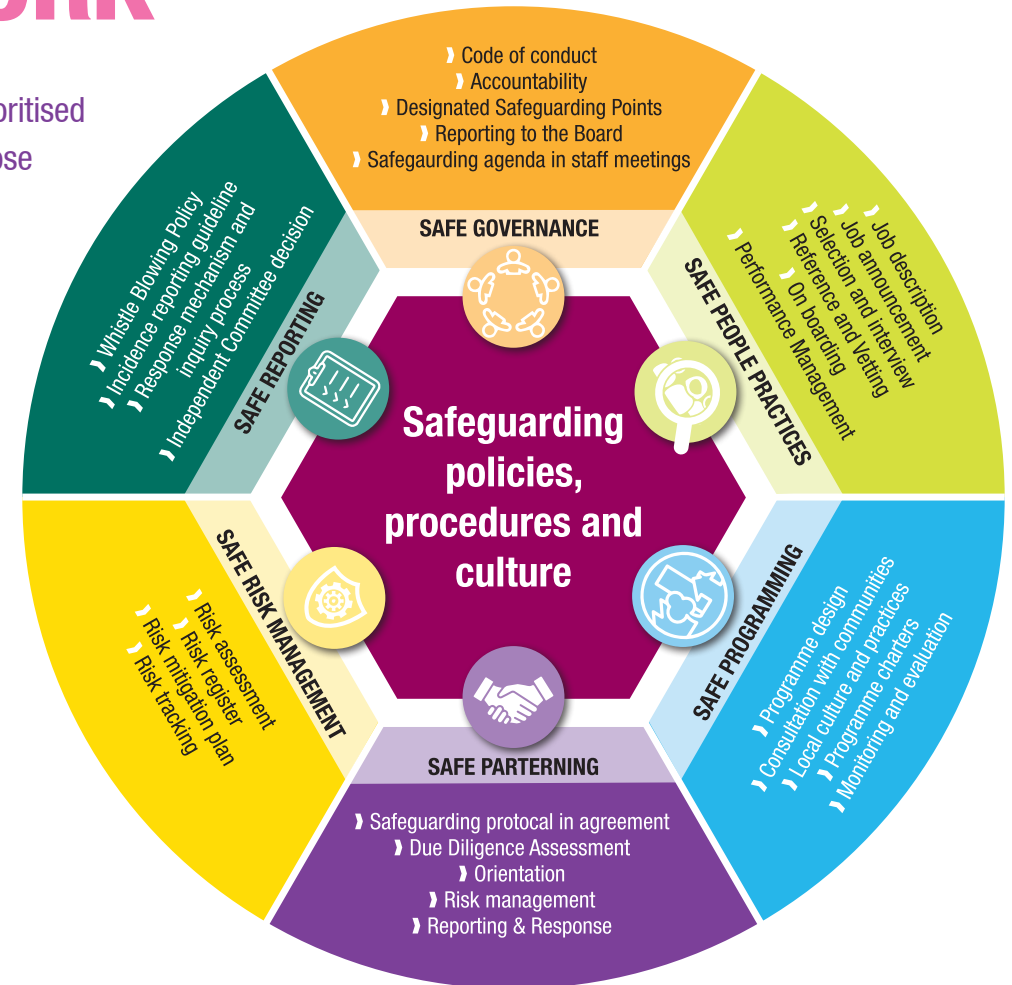 ORK
oritised
ose
Code of conduct
Accountability
Designated Safeguarding Points
Reporting to the Board
Safegaurding agenda in staff meetings
SAFE GOVERNANCE
Job description
Job announcement
Selection and interview
Reference and Vetting
On boarding
Performance Management
SAFE PEOPLE PRACTICES
SAFE PROGRAMMING
Programme design
Consultation with communities
Local culture and practices
Programme charters
Monitoring and evaluation
SAFE PARTERNING
Safeguarding protocal in agreement
Due Diligence Assessment
Orientation
Risk management
Reporting & Response
SAFE RISK MANAGEMENT
Risk assessment
Risk register
Risk mitigation plan
Risk tracking
Whistle Blowing Policy
Incidence reporting guideline
Response mechanism and
inquiry process
Independent Committee decision
SAFE REPORTING
Safeguarding
policies,
procedures and
culture